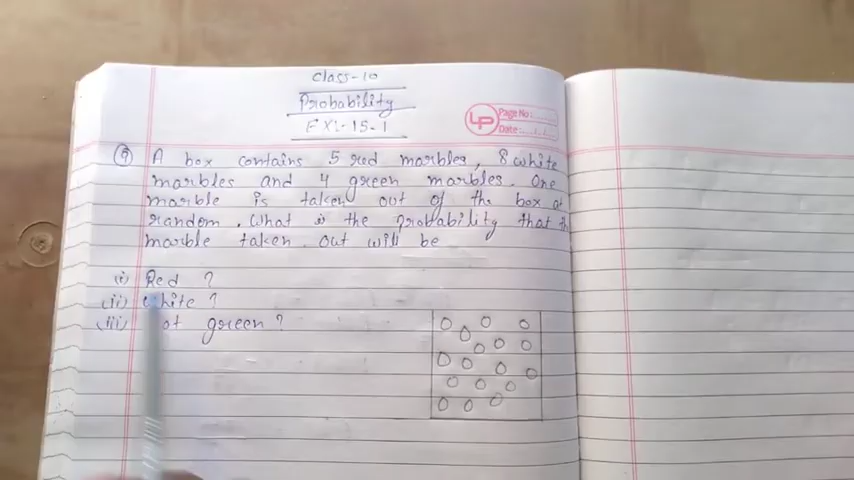 Class-10
Probability
EX:-15-1
LP Page No:
Date:
(9) A box contains 5 red marbles, 8 white
marbles and 4 green marbles. One
marble is taken out of the box at
random. What is the probability that
marble taken out will be
(i) Red ?
(ii) White ?
(iii) green ?